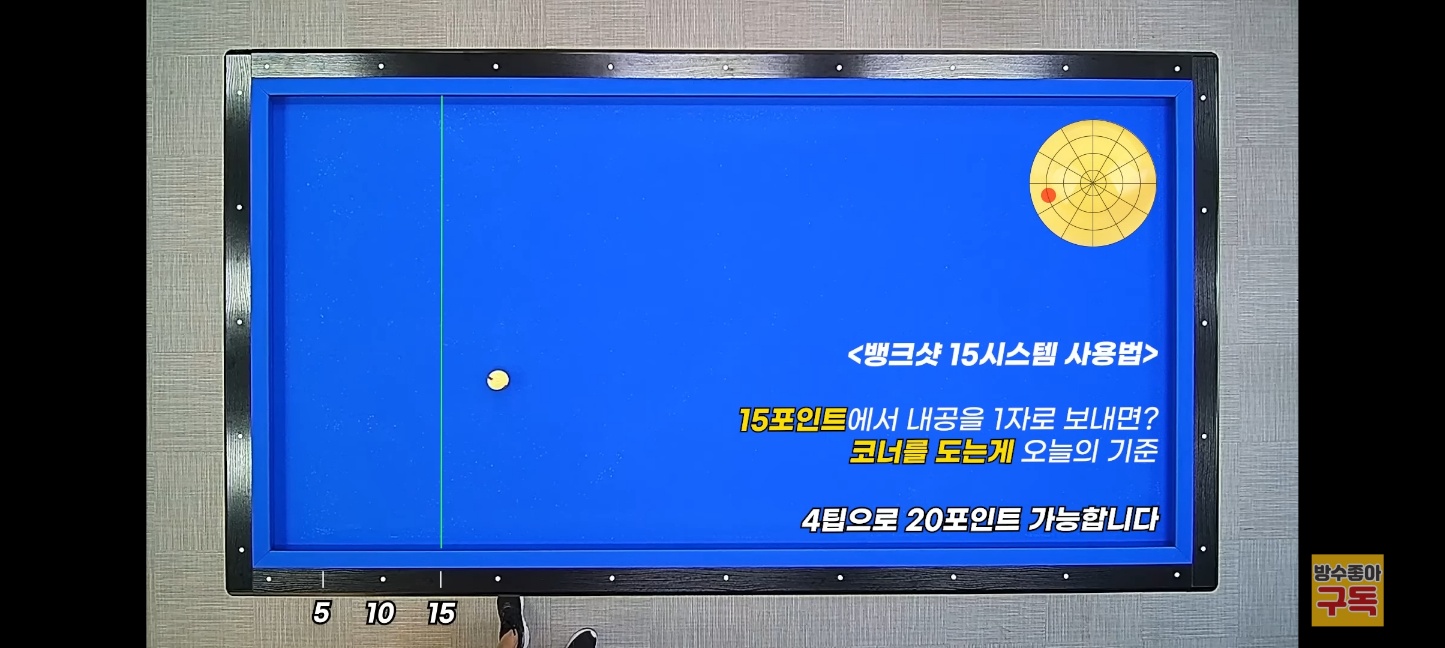 <뱅크샷 15시스템 사용법>
15포인트에서 내공을 1자로 보내면?
코너를 도는게 오늘의 기준
4팁으로 20포인트 가능합니다
방수좋아
구독
5 10 15